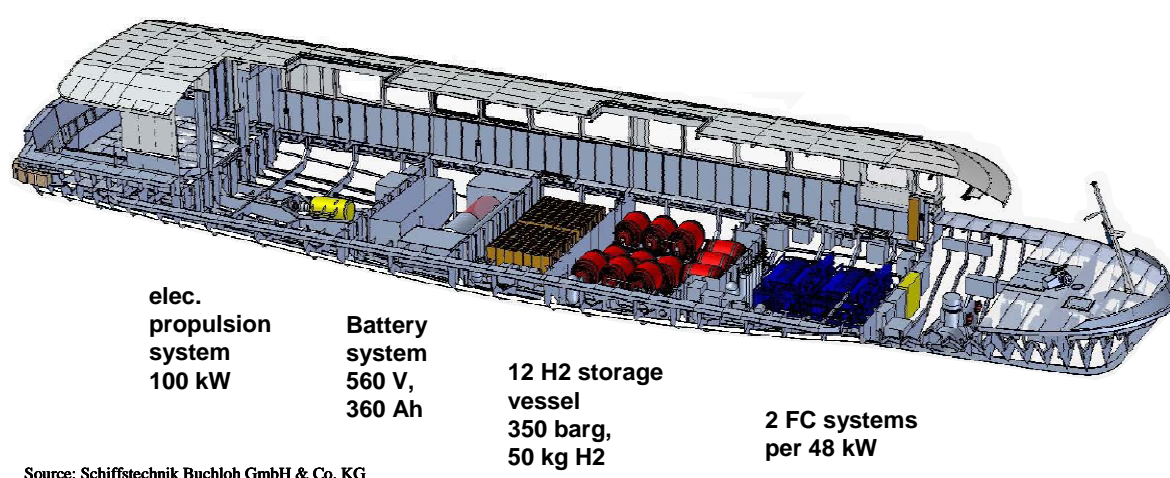 elec.
propulsion
system
100 kW
Battery
system
560 V,
360 Ah
12 H2 storage
vessel
350 barg,
50 kg H2
2 FC systems
per 48 kW
Source: Schiffstechnik Buchloh GmbH & Co. KG